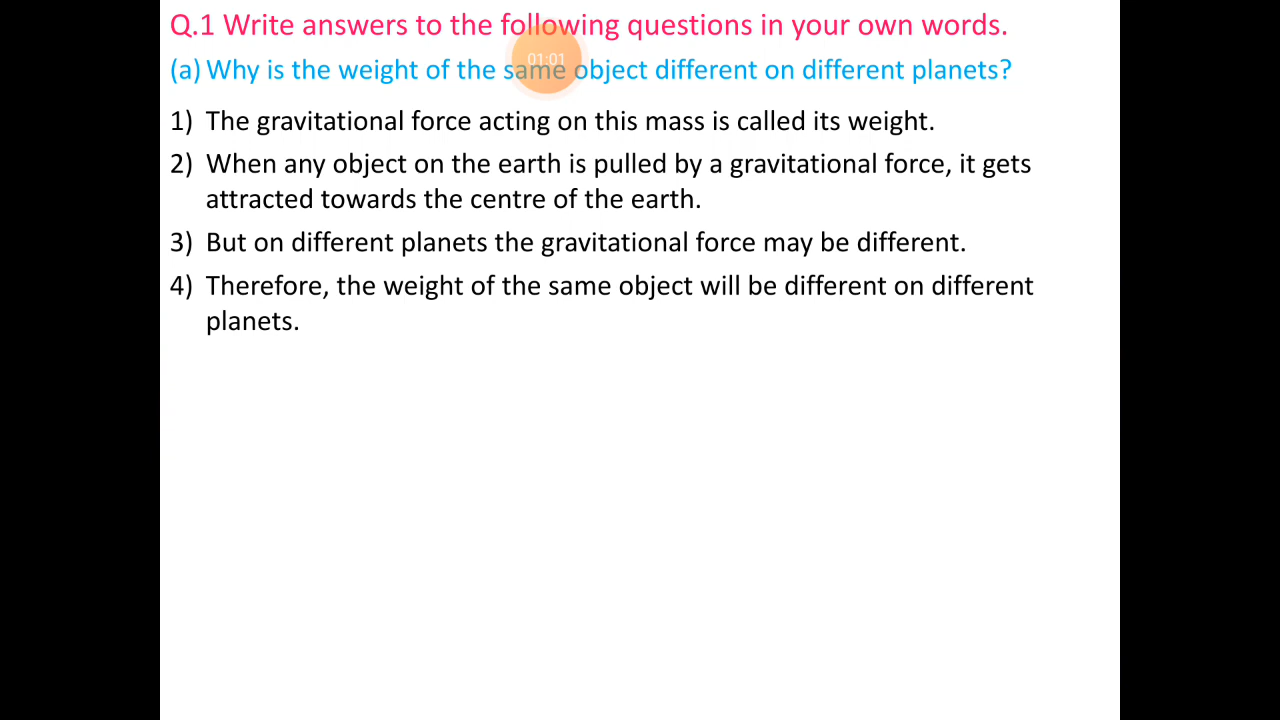 Q.1 Write answers to the following questions in your own words.
01:01
(a) Why is the weight of the same object different on different planets?
1) The gravitational force acting on this mass is called its weight.
2) When any object on the earth is pulled by a gravitational force, it gets
attracted towards the centre of the earth.
3) But on different planets the gravitational force may be different.
4) Therefore, the weight of the same object will be different on different
planets.